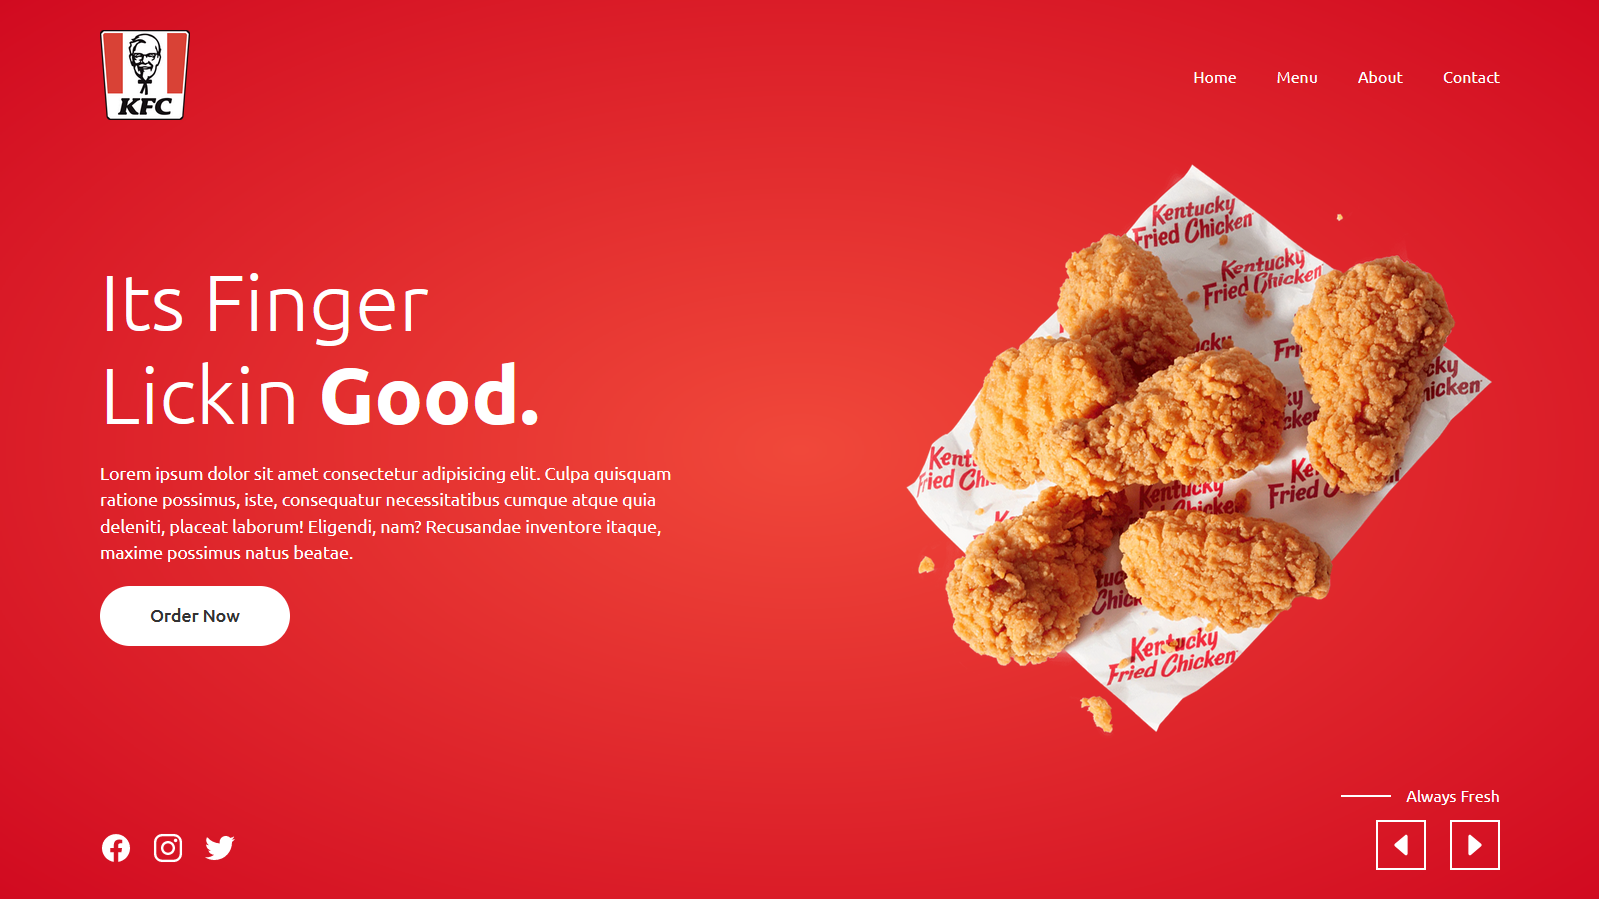 KFC
Home Menu About Contact
Its Finger
Lickin Good.
Lorem ipsum dolor sit amet consectetur adipisicing elit. Culpa quisquam
ratione possimus, iste, consequatur necessitatibus cumque atque quia
deleniti, placeat laborum! Eligendi, nam? Recusandae inventore itaque,
maxime possimus natus beatae.
Order Now
Kentucky
Fried Chicken
Kentucky
Fried Chicken
Kentucky
Fried Chicken
Always Fresh